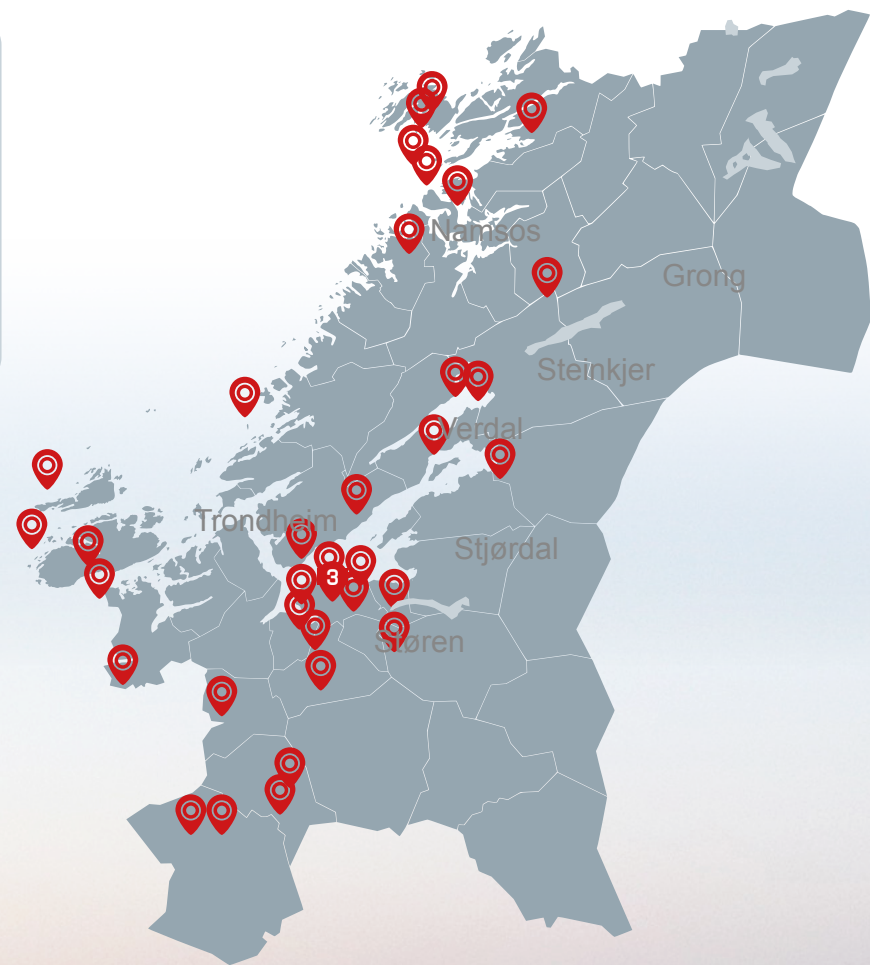 Namsos
Grong
Steinkjer
Verdal
Trondheim
Stjørdal
3
Støren